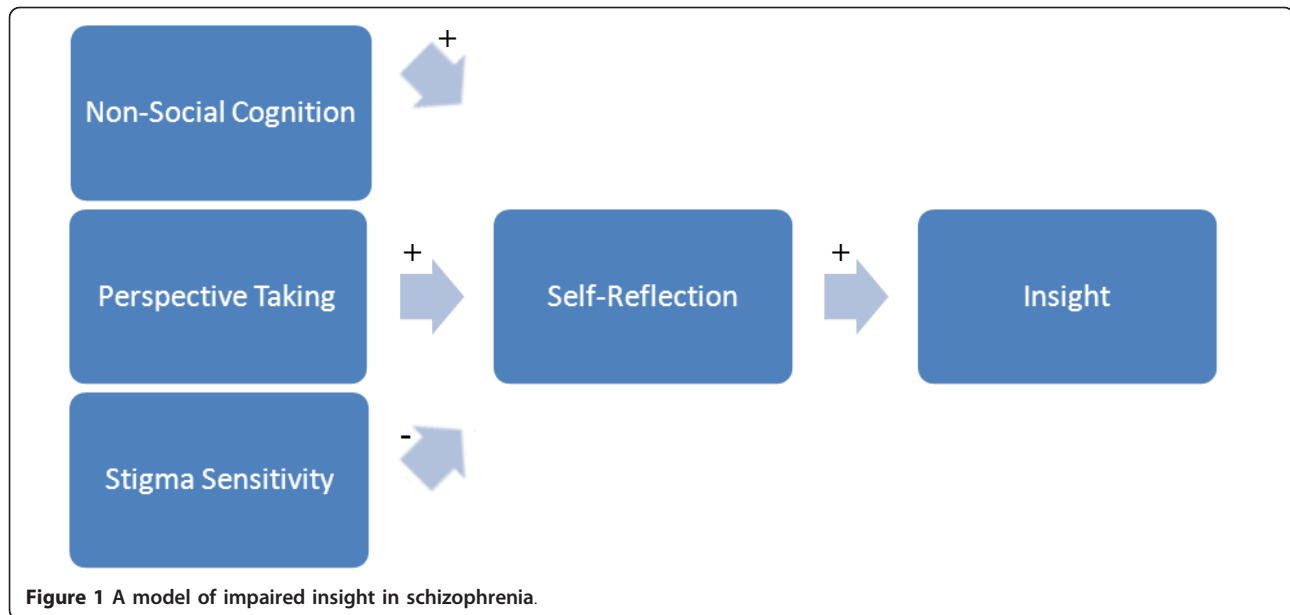 +
Non-Social Cognition
+
Perspective Taking
Self-Reflection
+
Insight
-
Stigma Sensitivity
Figure 1 A model of impaired insight in schizophrenia.